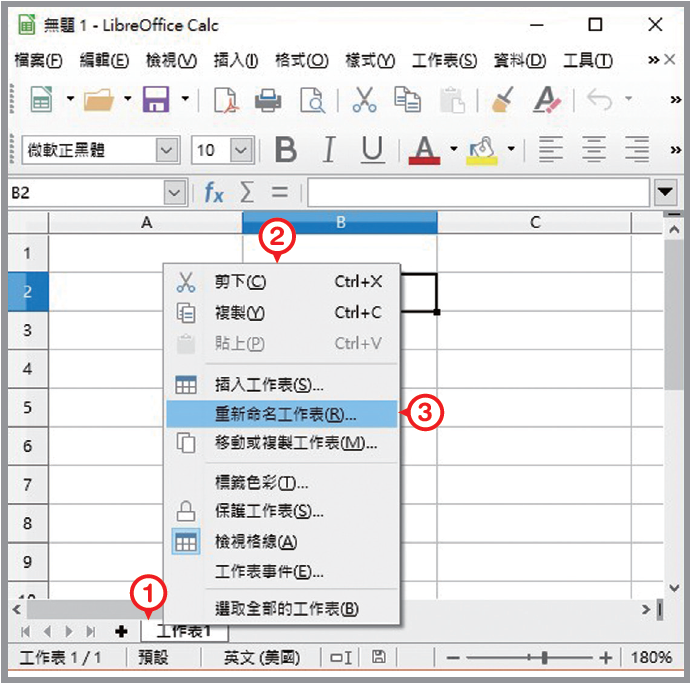 無題 1 - LibreOffice Calc
檔案(F) 編輯(E) 檢視(V) 插入(I) 格式(O) 樣式(Y) 工作表(S) 資料(D) 工具(T)
微軟正黑體 10 B I U A
B2 fx Σ =
A B C
1
2
3
4
5
6
7
8
9
②
剪下(C) Ctrl+X
複製(Y) Ctrl+C
貼上(P) Ctrl+V
插入工作表(S)...
重新命名工作表(R)... ③
移動或複製工作表(M)...
標籤色彩(T)...
保護工作表(S)...
檢視格線(A)
工作表事件(E)...
選取全部的工作表(B)
①
工作表1
工作表 1 / 1 預設 英文 (美國) 180%